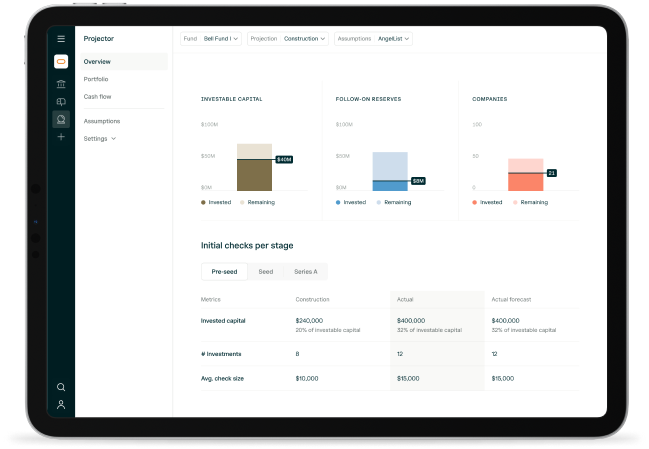 Projector
Fund Bell Fund I
Projection Construction
Assumptions AngelList
Overview
Portfolio
Cash flow
Assumptions
Settings
INVESTABLE CAPITAL
$100M
$50M
$0M
$40M
Invested Remaining
FOLLOW-ON RESERVES
$100M
$50M
$0M
$8M
Invested Remaining
COMPANIES
100
50
0
21
Invested Remaining
Initial checks per stage
Pre-seed Seed Series A
Metrics Construction Actual Actual forecast
Invested capital $240,000 $400,000 $400,000
20% of investable capital 32% of investable capital 32% of investable capital
# Investments 8 12 12
Avg. check size $10,000 $15,000 $15,000